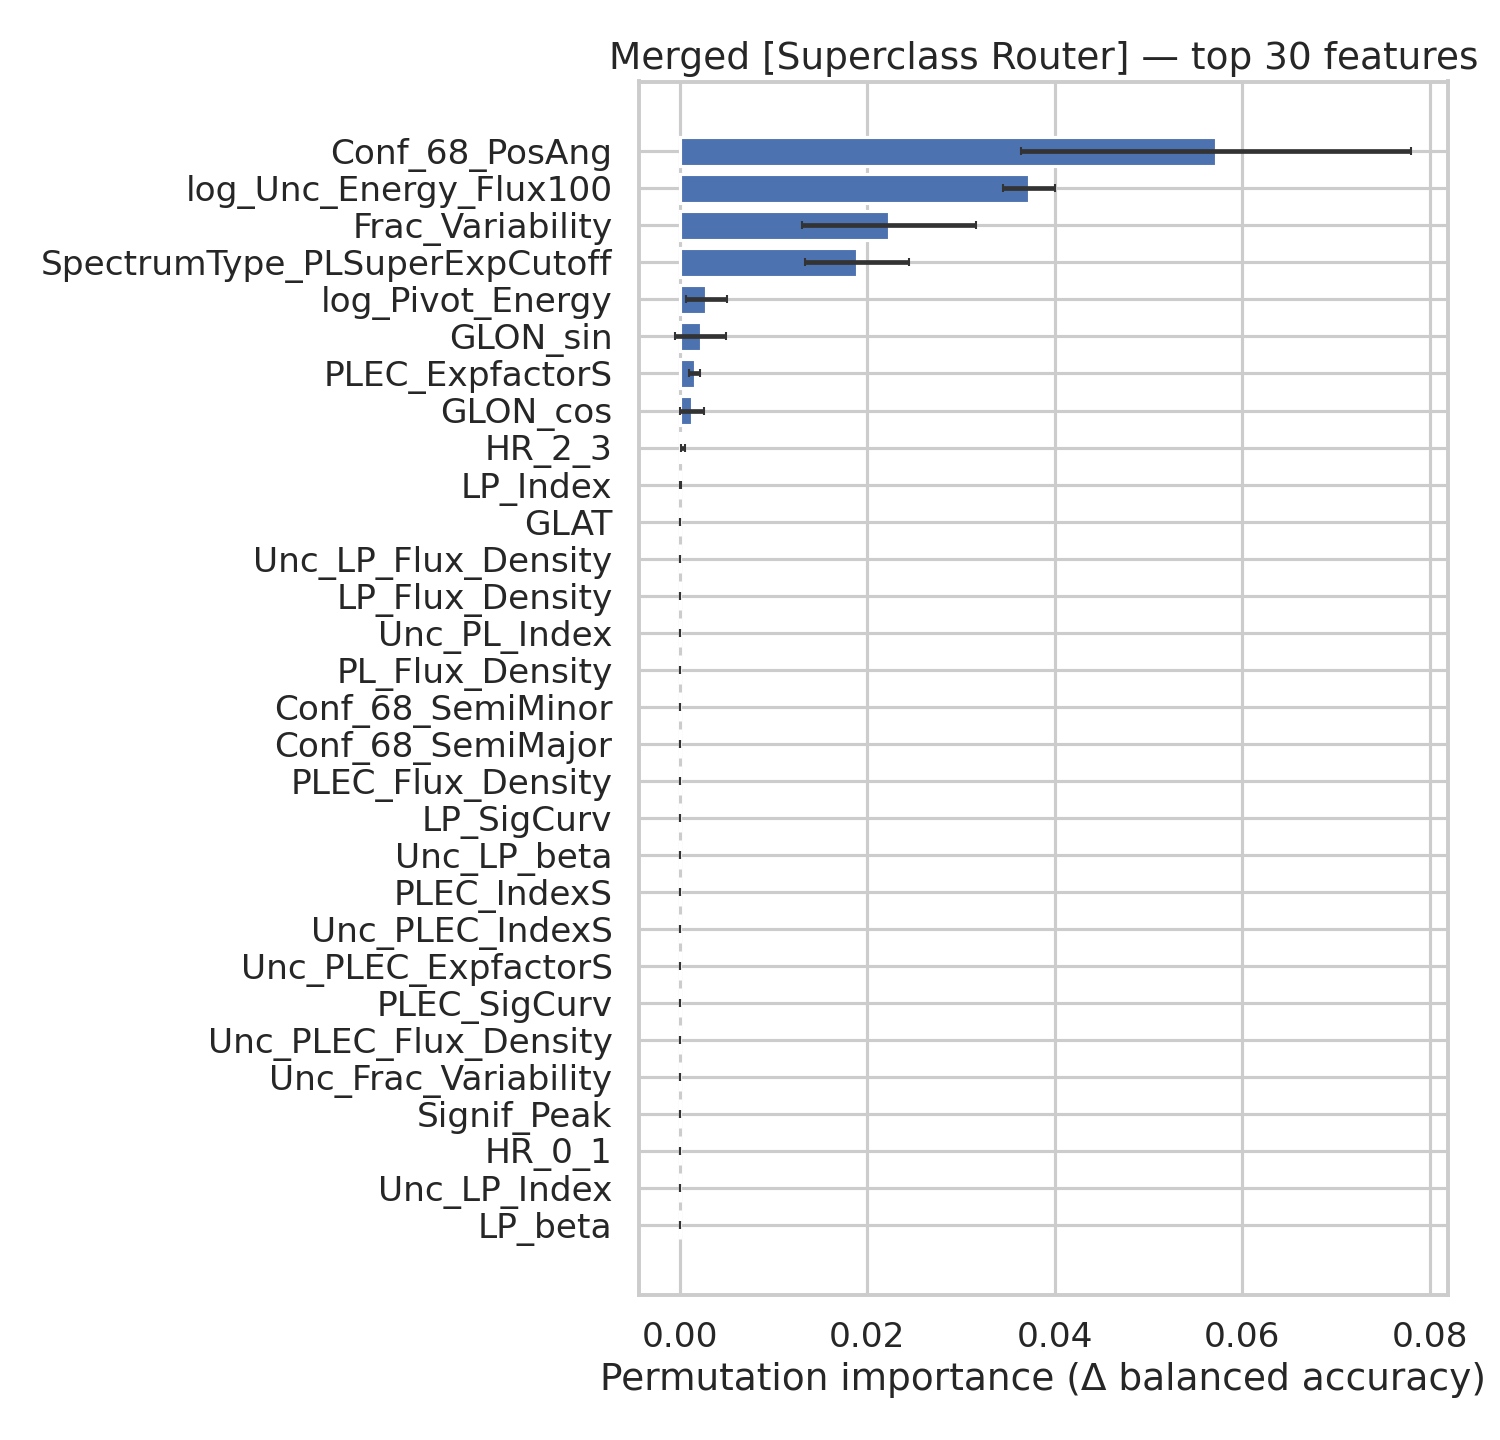 Merged [Superclass Router] — top 30 features
Conf_68_PosAng
log_Unc_Energy_Flux100
Frac_Variability
SpectrumType_PLSuperExpCutoff
log_Pivot_Energy
GLON_sin
PLEC_ExpfactorS
GLON_cos
HR_2_3
LP_Index
GLAT
Unc_LP_Flux_Density
LP_Flux_Density
Unc_PL_Index
PL_Flux_Density
Conf_68_SemiMinor
Conf_68_SemiMajor
PLEC_Flux_Density
LP_SigCurv
Unc_LP_beta
PLEC_IndexS
Unc_PLEC_IndexS
Unc_PLEC_ExpfactorS
PLEC_SigCurv
Unc_PLEC_Flux_Density
Unc_Frac_Variability
Signif_Peak
HR_0_1
Unc_LP_Index
LP_beta
0.00 0.02 0.04 0.06 0.08
Permutation importance (Δ balanced accuracy)